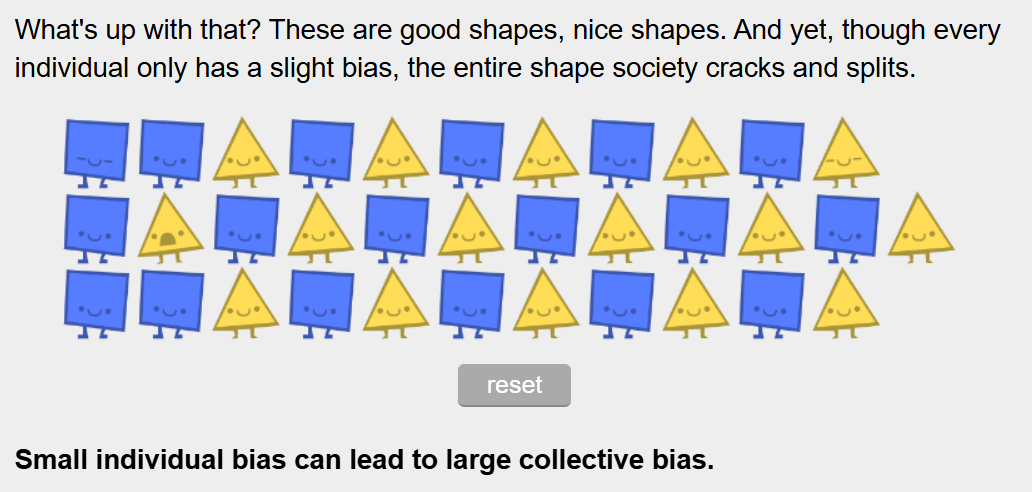 What's up with that? These are good shapes, nice shapes. And yet, though every
individual only has a slight bias, the entire shape society cracks and splits.
reset
Small individual bias can lead to large collective bias.